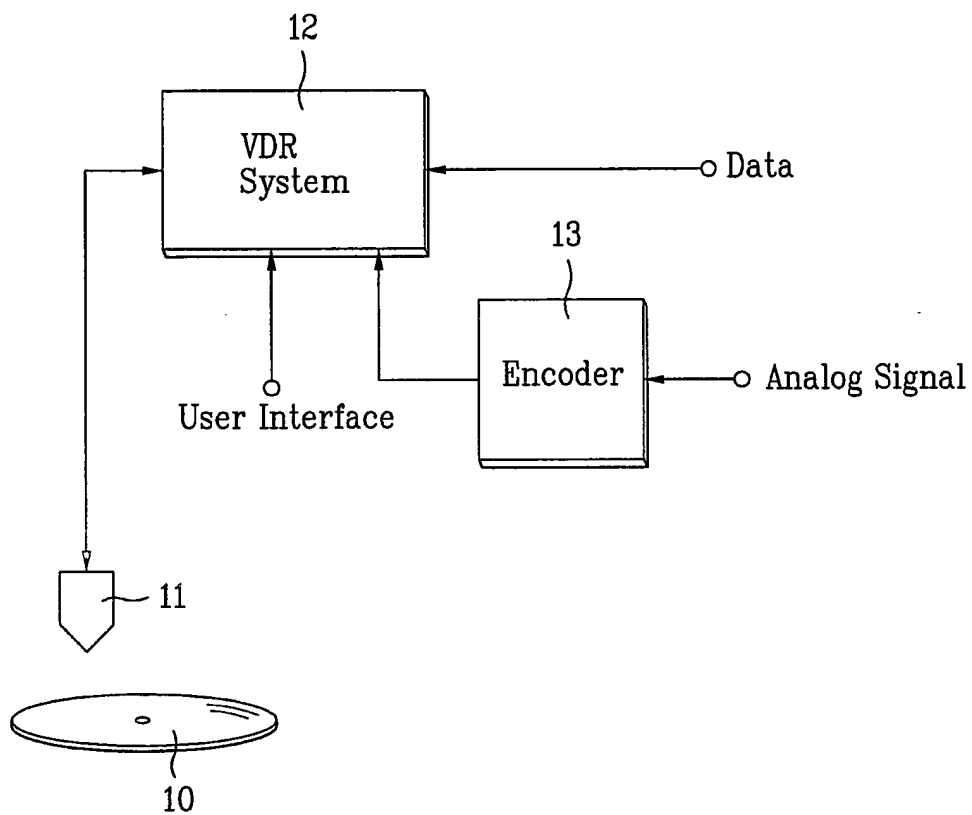 12
VDR
System
Data
13
Encoder
Analog Signal
User Interface
11
10